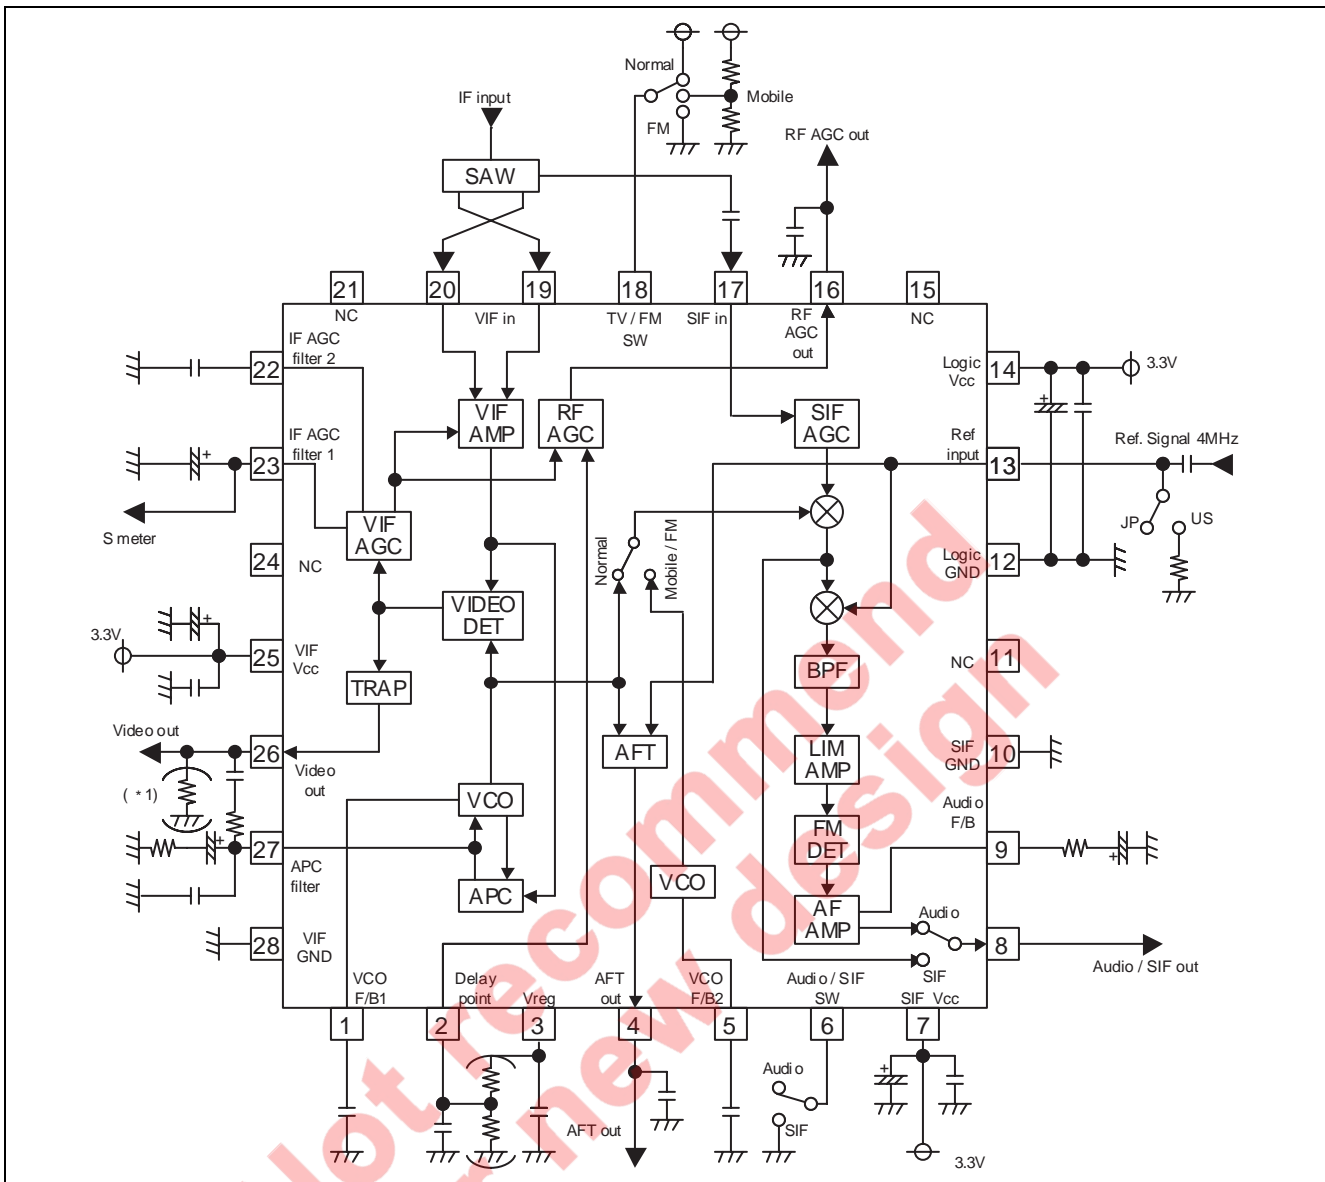 Normal
IF input
Mobile
FM
RF AGC out
SAW
21
20
19
18
17
16
15
NC
VIF in
TV / FM
SW
SIF in
RF
AGC
out
NC
IF AGC
filter 2
22
Logic
Vcc
14
3.3V
VIF
AMP
RF
AGC
SIF
AGC
IF AGC
filter 1
23
Ref
input
13
Ref. Signal 4MHz
S meter
VIF
AGC
JP
US
24
NC
Normal
Mobile / FM
Logic
GND
12
VIDEO
DET
3.3V
25
VIF
Vcc
BPF
NC
11
TRAP
Video out
26
Video
out
AFT
LIM
AMP
SIF
GND
10
( *1)
VCO
Audio
F/B
FM
DET
9
27
APC
filter
APC
VCO
AF
AMP
Audio
28
VIF
GND
8
Audio / SIF out
SIF
VCO
F/B1
Delay
point
Vreg
AFT
out
VCO
F/B2
Audio / SIF
SW
SIF Vcc
1
2
3
4
5
6
7
Audio
SIF
AFT out
3.3V
Not recommend
for new design